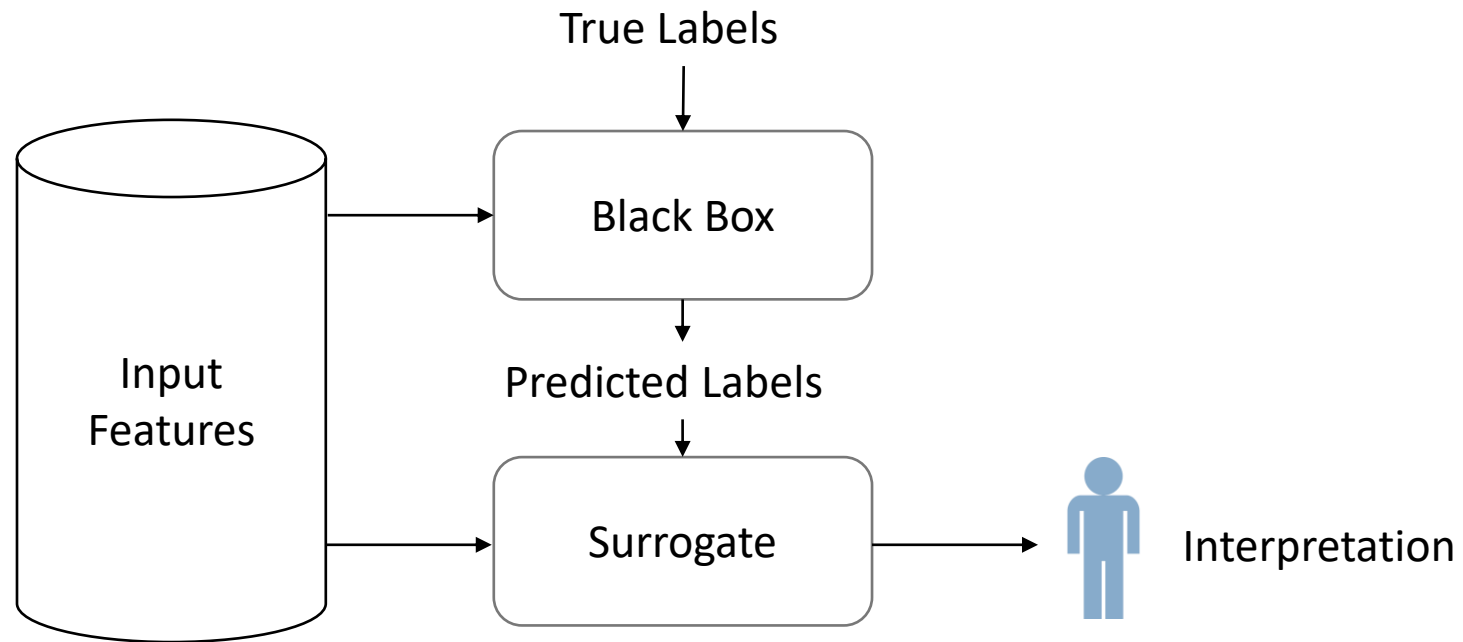 True Labels
Black Box
Input
Features
Predicted Labels
Surrogate
Interpretation